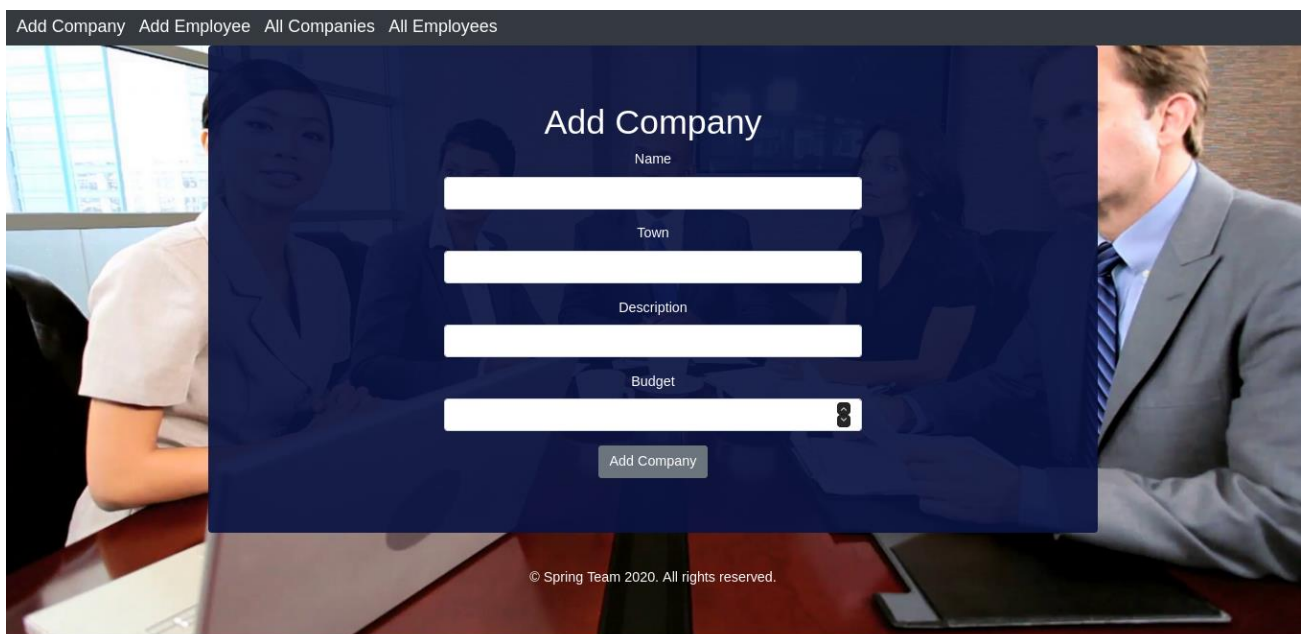 Add Company Add Employee All Companies All Employees
Add Company
Name
Town
Description
Budget
Add Company
© Spring Team 2020. All rights reserved.